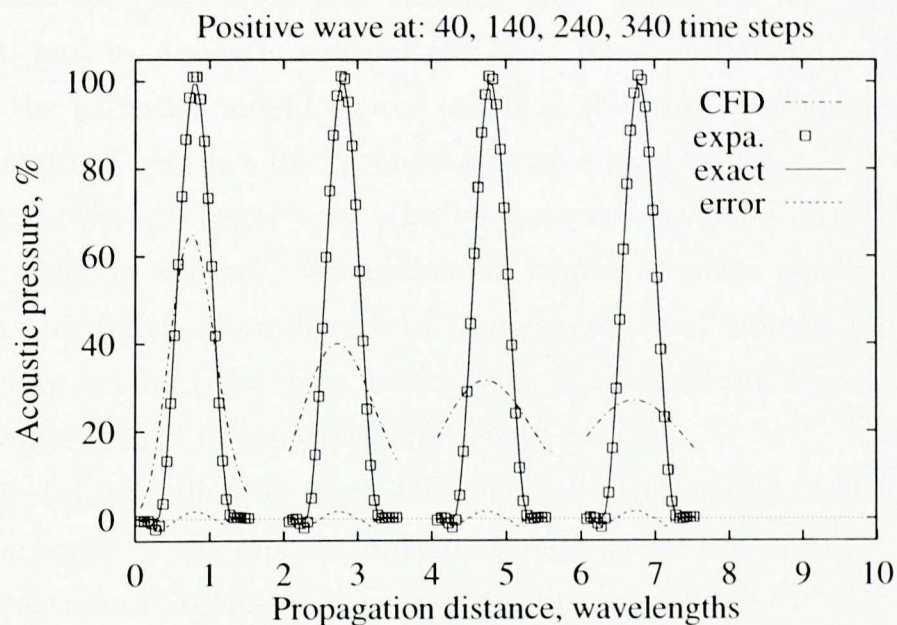 Positive wave at: 40, 140, 240, 340 time steps
100
80
60
40
20
0
Acoustic pressure, %
CFD
expa.
exact
error
0 1 2 3 4 5 6 7 8 9 10
Propagation distance, wavelengths